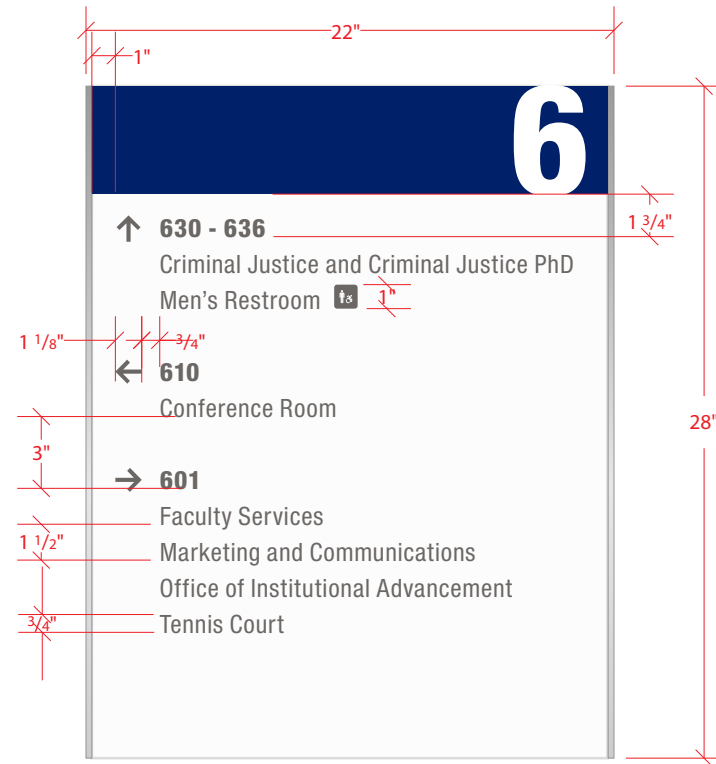 22"
1"
6
1 3/4"
↑ 630 - 636
Criminal Justice and Criminal Justice PhD
Men’s Restroom 1"
1 1/8" 3/4"
← 610
Conference Room
28"
3"
→ 601
Faculty Services
1 1/2"
Marketing and Communications
Office of Institutional Advancement
3/4" Tennis Court